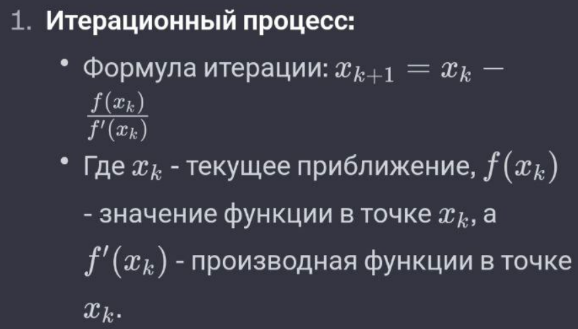 1. Итерационный процесс:
• Формула итерации: x_{k+1} = x_k −
\frac{f(x_k)}{f'(x_k)}
• Где x_k - текущее приближение, f(x_k)
- значение функции в точке x_k, а
f'(x_k) - производная функции в точке
x_k.